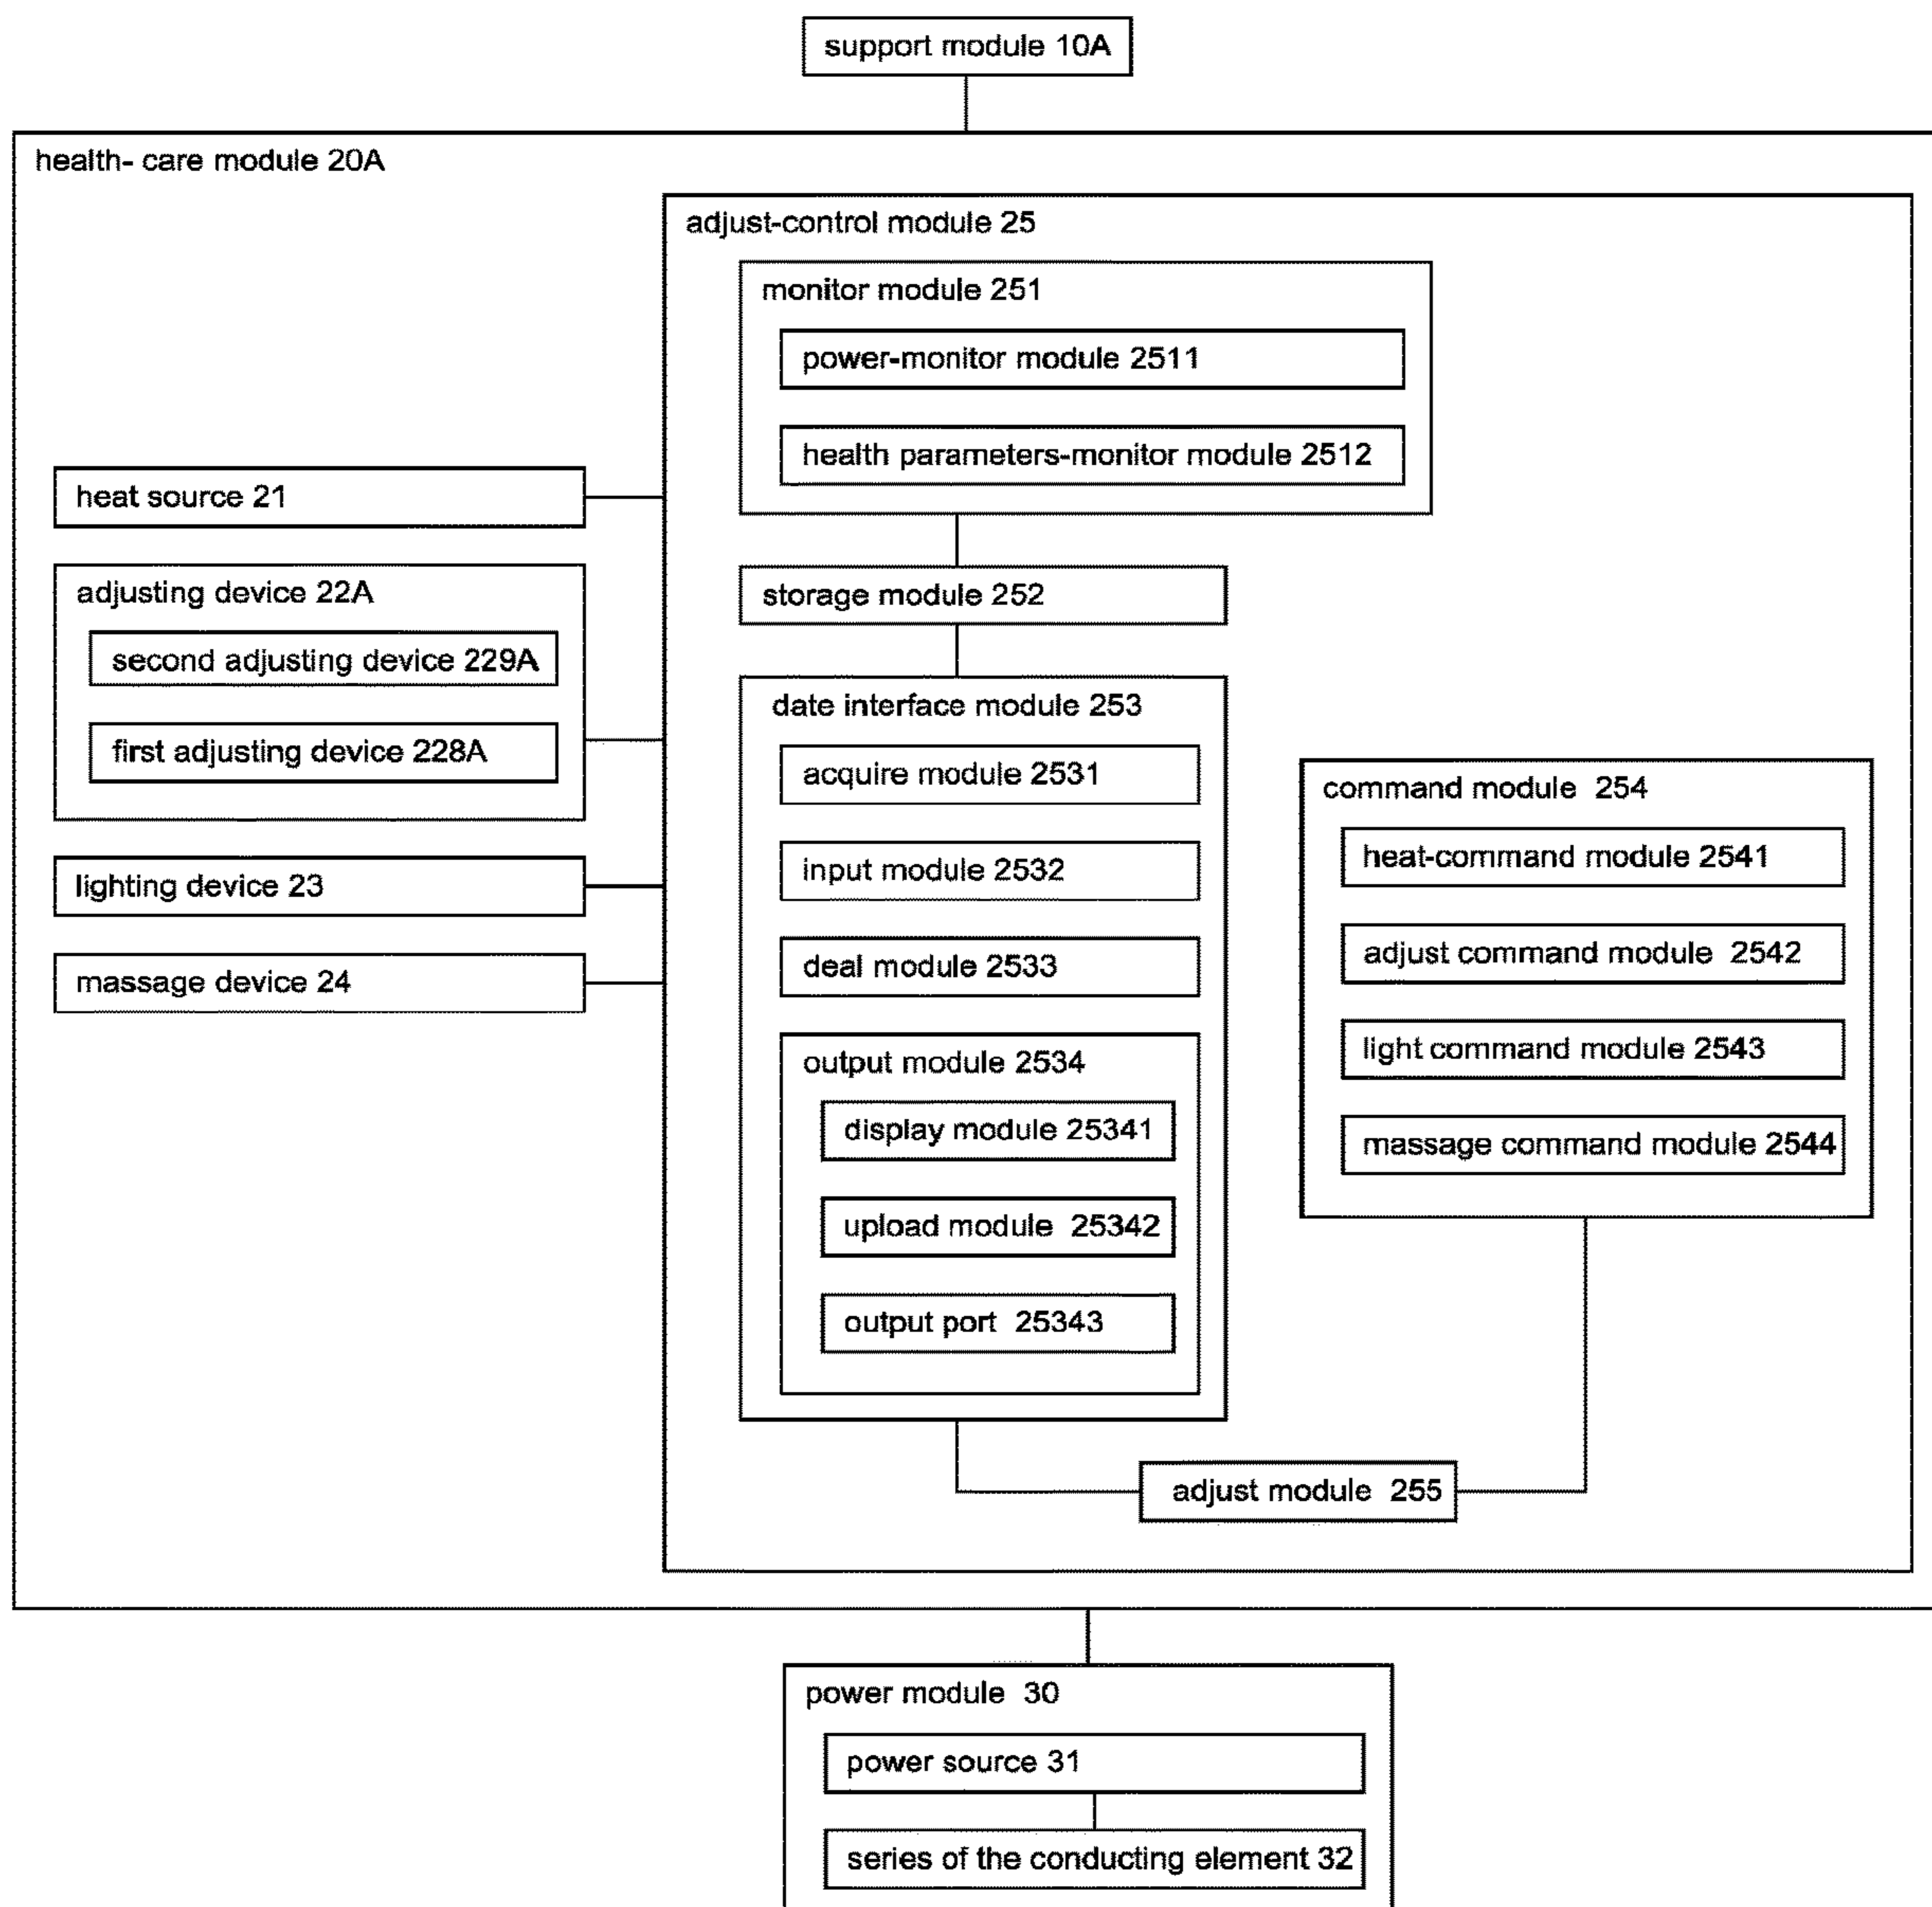 support module 10A
health- care module 20A
adjust-control module 25
monitor module 251
power-monitor module 2511
health parameters-monitor module 2512
heat source 21
adjusting device 22A
second adjusting device 229A
first adjusting device 228A
lighting device 23
massage device 24
storage module 252
date interface module 253
acquire module 2531
input module 2532
deal module 2533
output module 2534
display module 25341
upload module 25342
output port 25343
command module 254
heat-command module 2541
adjust command module 2542
light command module 2543
massage command module 2544
adjust module 255
power module 30
power source 31
series of the conducting element 32